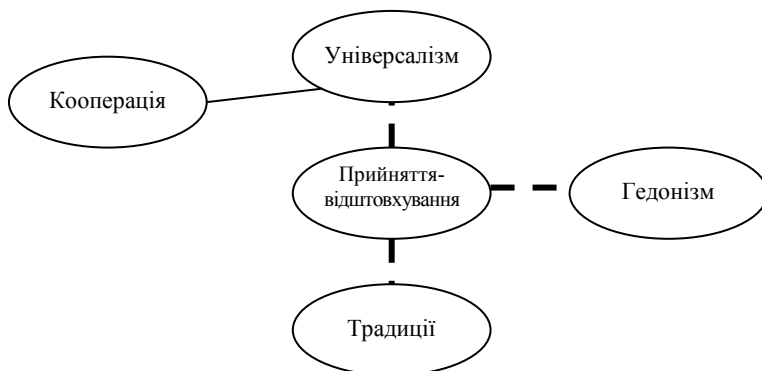 Універсалізм
Кооперація
Прийняття-
відштовхування
Гедонізм
Традиції